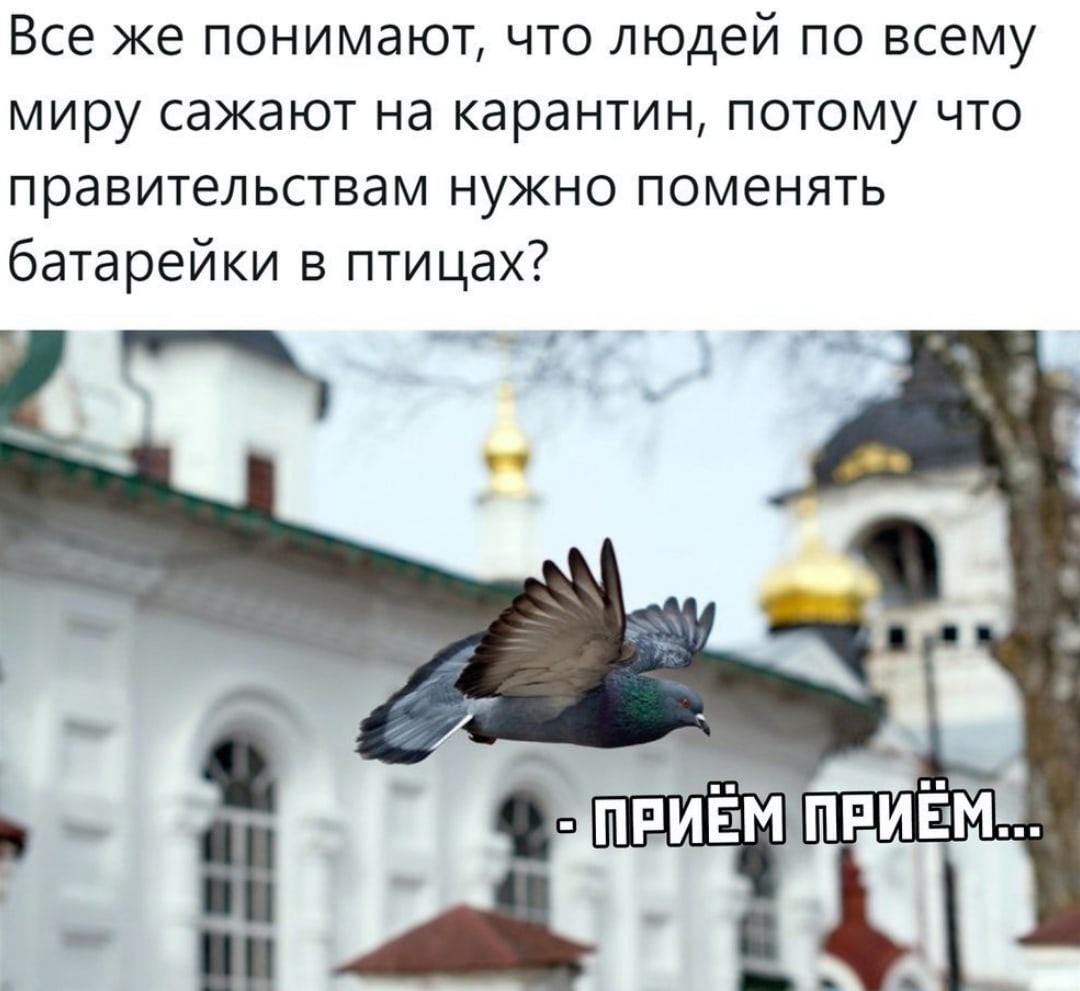 Все же понимают, что людей по всему
миру сажают на карантин, потому что
правительствам нужно поменять
батарейки в птицах?
- ПРИЁМ ПРИЁМ...